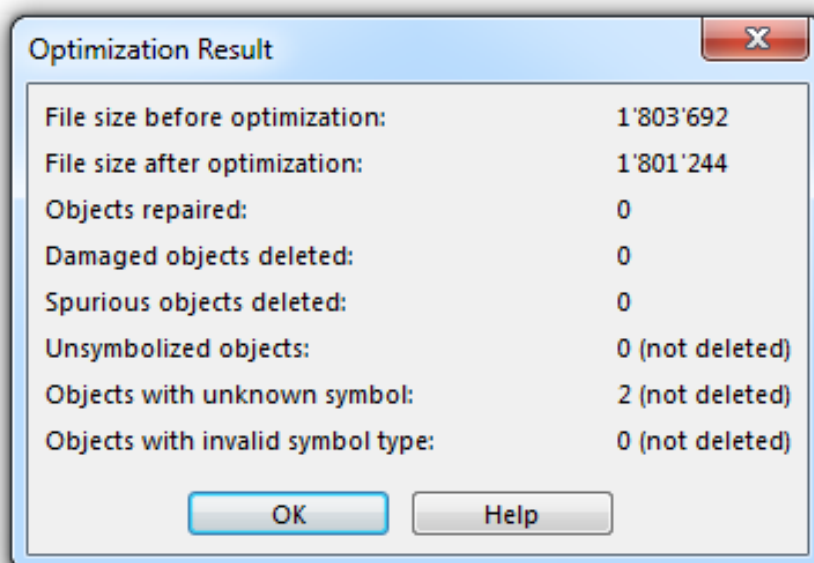 Optimization Result
File size before optimization: 1'803'692
File size after optimization: 1'801'244
Objects repaired: 0
Damaged objects deleted: 0
Spurious objects deleted: 0
Unsymbolized objects: 0 (not deleted)
Objects with unknown symbol: 2 (not deleted)
Objects with invalid symbol type: 0 (not deleted)
OK Help